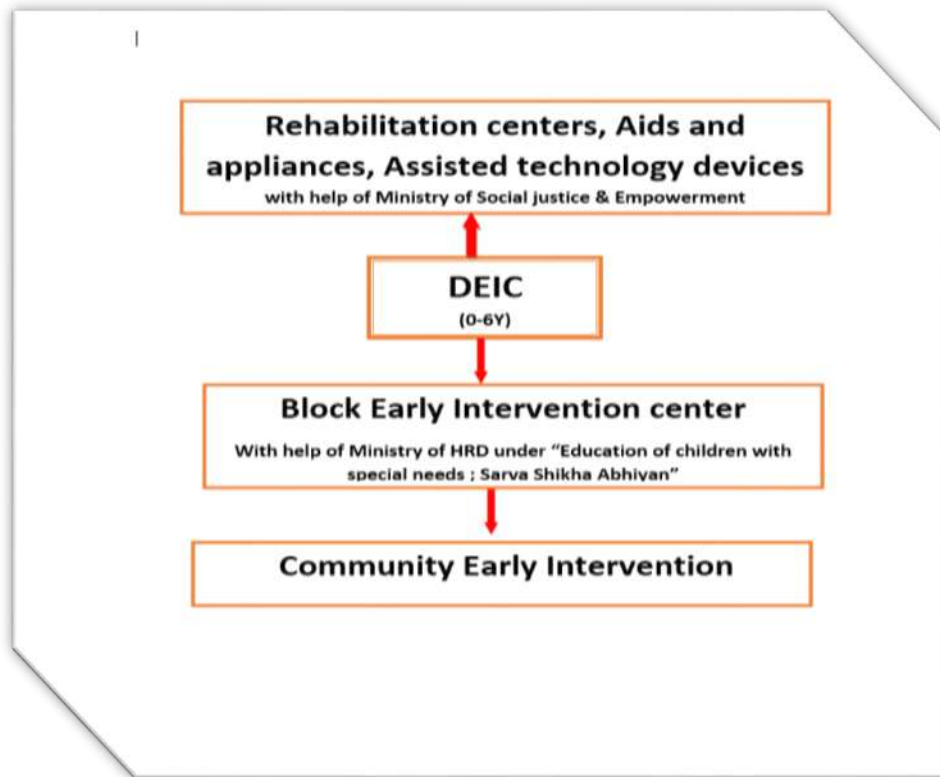 Rehabilitation centers, Aids and
appliances, Assisted technology devices
with help of Ministry of Social justice & Empowerment
DEIC
(0-6Y)
Block Early Intervention center
With help of Ministry of HRD under “Education of children with
special needs ; Sarva Shikha Abhiyan”
Community Early Intervention